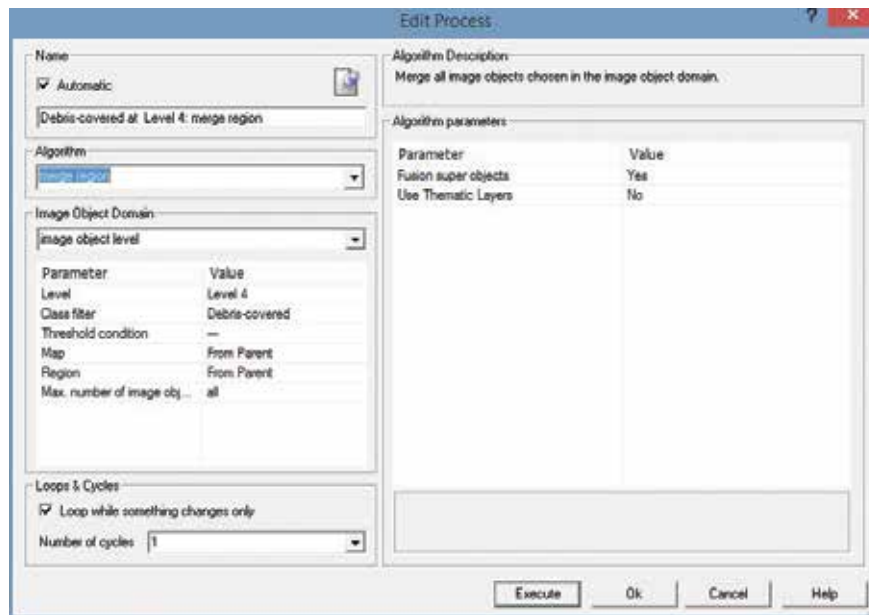 Edit Process
?
Name
Automatic
Debris-covered at Level 4: merge region
Algorithm
merge region
Image Object Domain
image object level
Parameter Value
Level Level 4
Class filter Debris-covered
Threshold condition —
Map From Parent
Region From Parent
Max. number of image obj... all
Loops & Cycles
Loop while something changes only
Number of cycles 1
Algorithm Description
Merge all image objects chosen in the image object domain.
Algorithm parameters
Parameter Value
Fusion super objects Yes
Use Thematic Layers No
Execute Ok Cancel Help